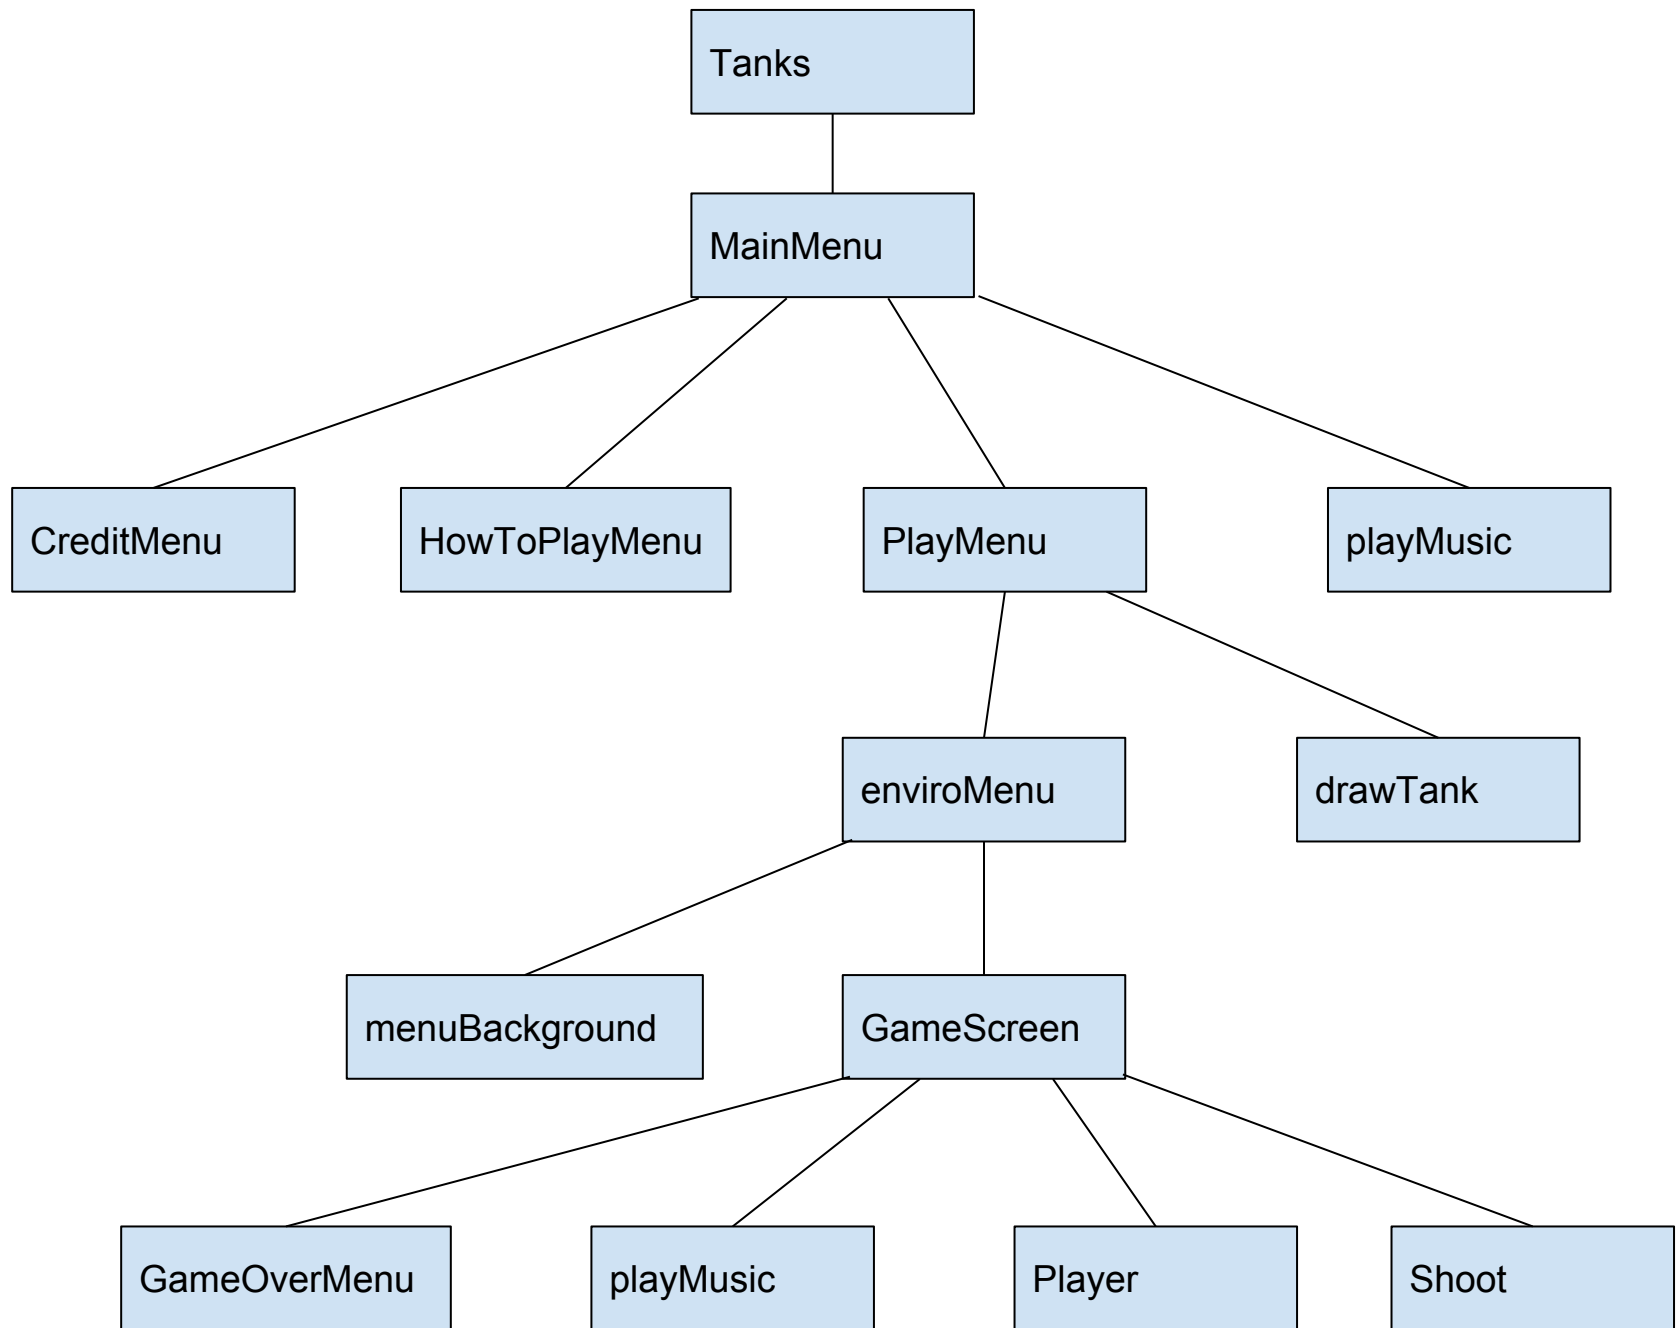 Tanks
MainMenu
CreditMenu
HowToPlayMenu
PlayMenu
playMusic
enviroMenu
drawTank
menuBackground
GameScreen
GameOverMenu
playMusic
Player
Shoot